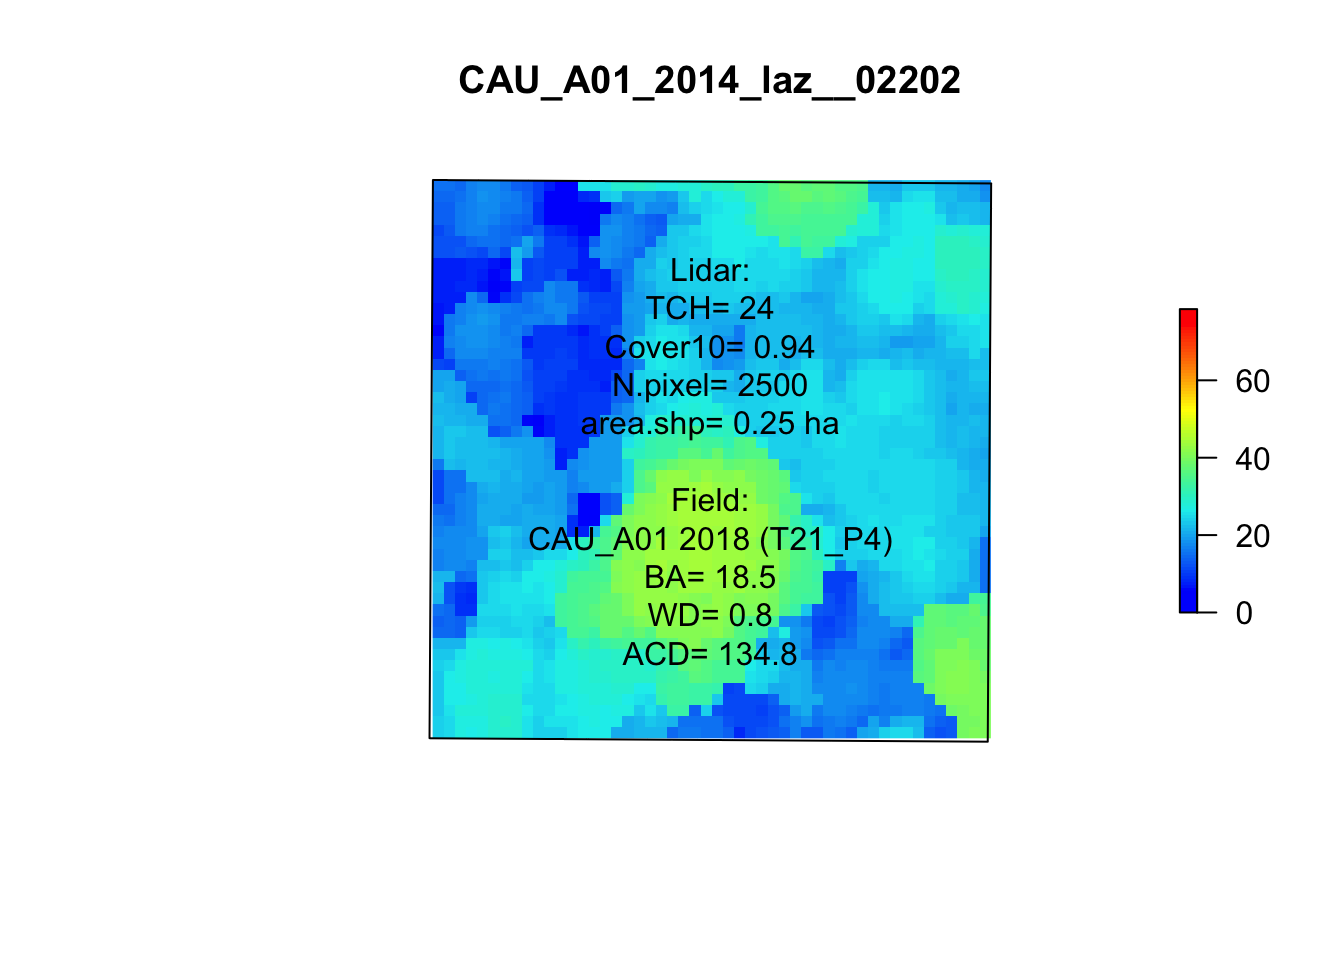 CAU_A01_2014_laz__02202
Lidar:
TCH= 24
Cover10= 0.94
N.pixel= 2500
area.shp= 0.25 ha
Field:
CAU_A01 2018 (T21_P4)
BA= 18.5
WD= 0.8
ACD= 134.8
60
40
20
0